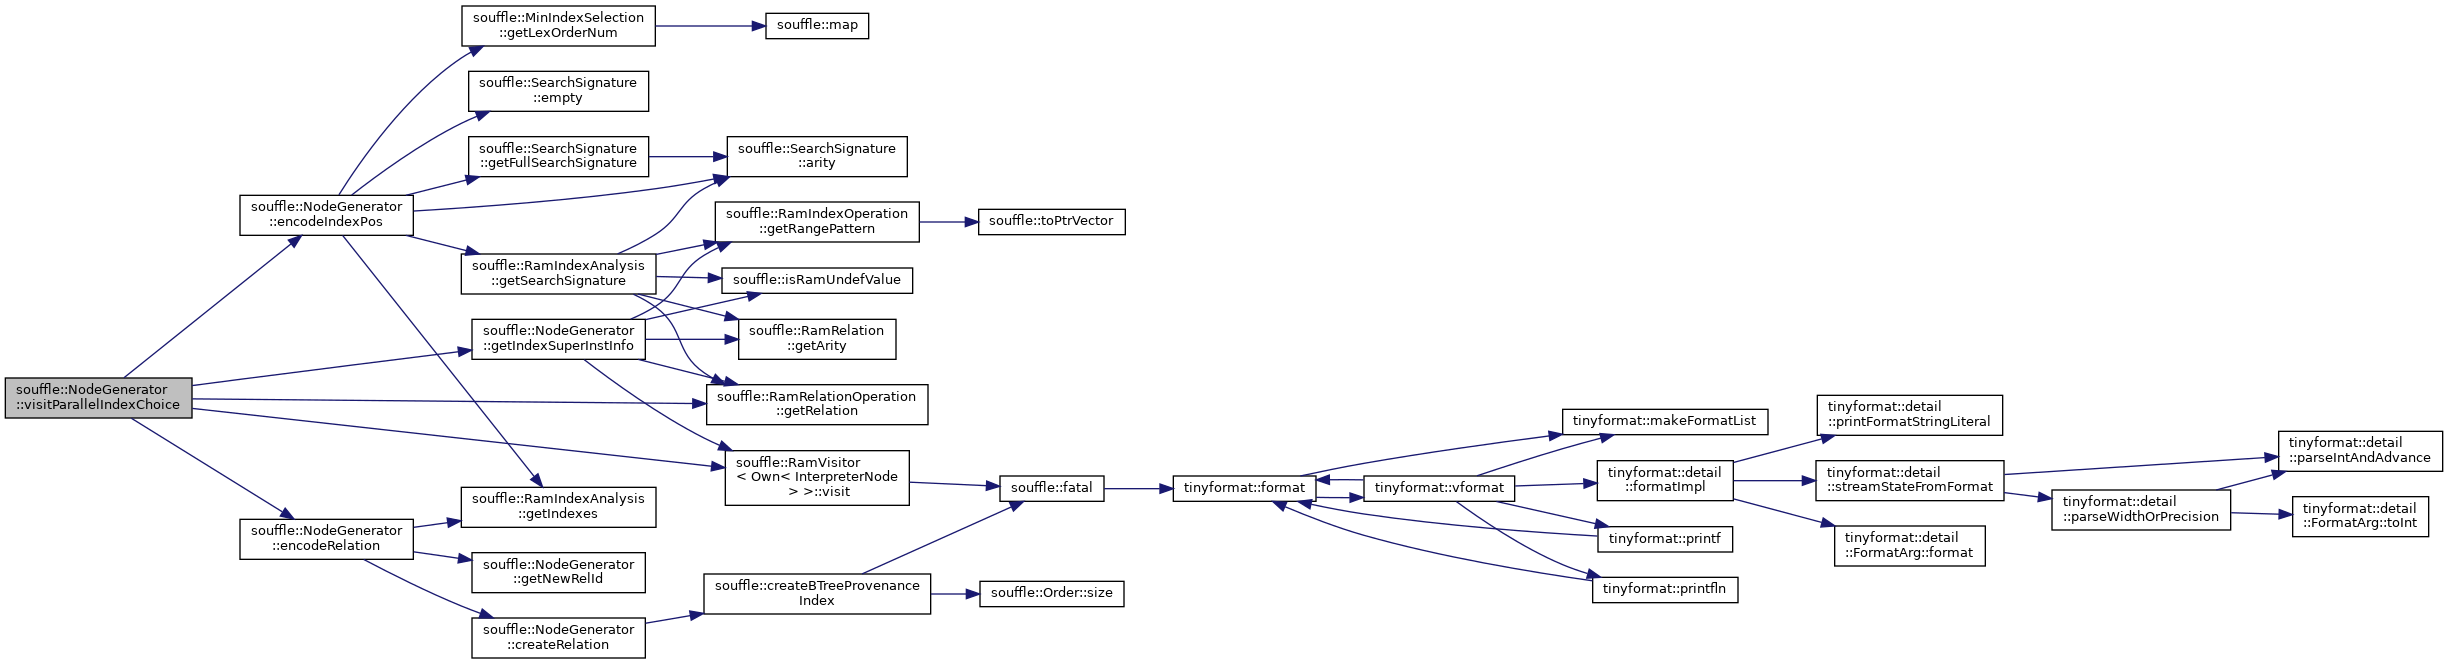 souffle::NodeGenerator
::visitParallelIndexChoice
souffle::NodeGenerator
::encodeIndexPos
souffle::NodeGenerator
::encodeRelation
souffle::MinIndexSelection
::getLexOrderNum
souffle::SearchSignature
::empty
souffle::SearchSignature
::getFullSearchSignature
souffle::RamIndexAnalysis
::getSearchSignature
souffle::NodeGenerator
::getIndexSuperInstInfo
souffle::RamIndexAnalysis
::getIndexes
souffle::NodeGenerator
::getNewRelId
souffle::NodeGenerator
::createRelation
souffle::map
souffle::SearchSignature
::arity
souffle::RamIndexOperation
::getRangePattern
souffle::isRamUndefValue
souffle::RamRelation
::getArity
souffle::RamRelationOperation
::getRelation
souffle::RamVisitor
< Own< InterpreterNode
> >::visit
souffle::createBTreeProvenance
Index
souffle::toPtrVector
souffle::fatal
souffle::Order::size
tinyformat::format
tinyformat::vformat
tinyformat::makeFormatList
tinyformat::detail
::formatImpl
tinyformat::printf
tinyformat::printfln
tinyformat::detail
::printFormatStringLiteral
tinyformat::detail
::streamStateFromFormat
tinyformat::detail
::FormatArg::format
tinyformat::detail
::parseWidthOrPrecision
tinyformat::detail
::parseIntAndAdvance
tinyformat::detail
::FormatArg::toInt